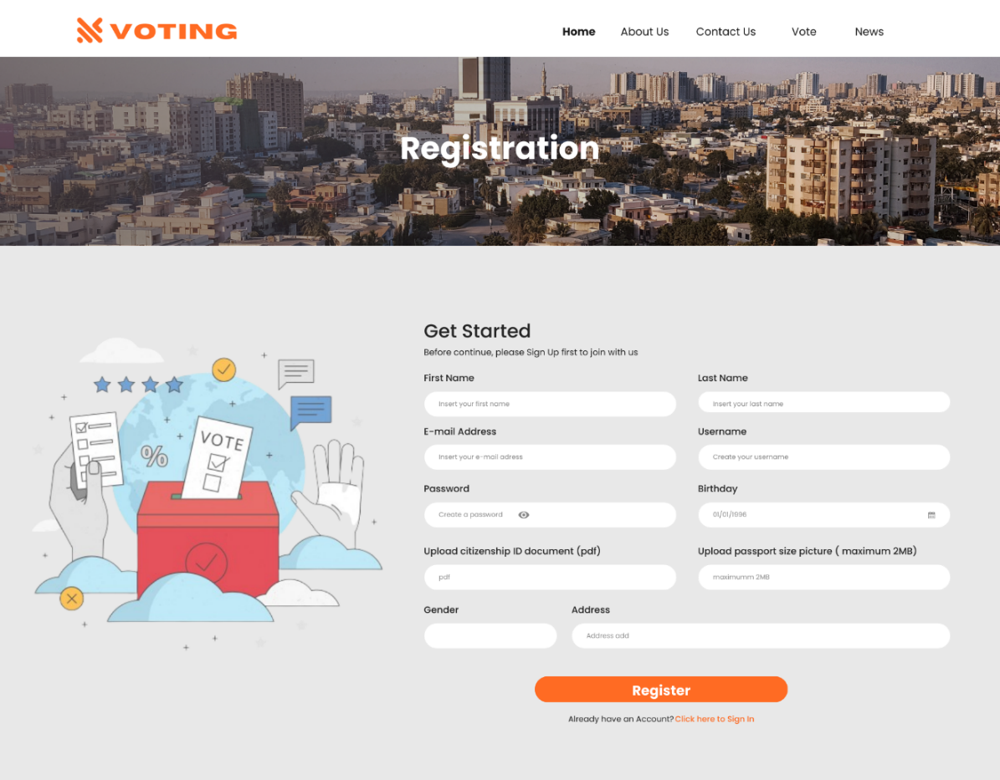 VOTING
Home About Us Contact Us Vote News
Registration
Get Started
Before continue, please Sign Up first to join with us
First Name Last Name
Insert your first name Insert your last name
E-mail Address Username
Insert your e-mail adress Create your username
Password Birthday
Create a password 01/01/1996
Upload citizenship ID document (pdf) Upload passport size picture ( maximum 2MB)
pdf maximumm 2MB
Gender Address
Address add
Register
Already have an Account? Click here to Sign In
%
VOTE